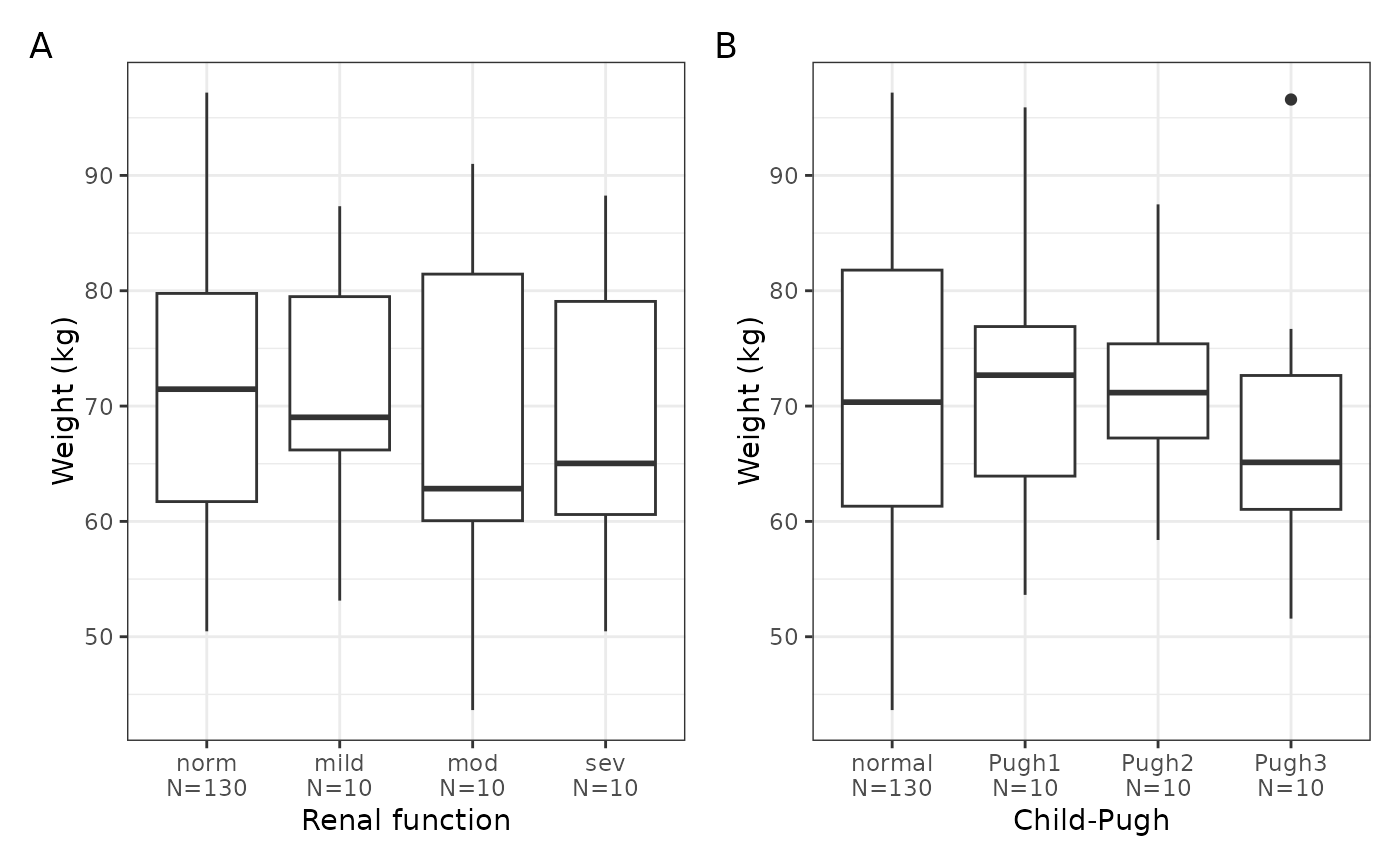 A
Weight (kg)
90
80
70
60
50
norm mild mod sev
N=130 N=10 N=10 N=10
Renal function
B
Weight (kg)
90
80
70
60
50
normal Pugh1 Pugh2 Pugh3
N=130 N=10 N=10 N=10
Child-Pugh